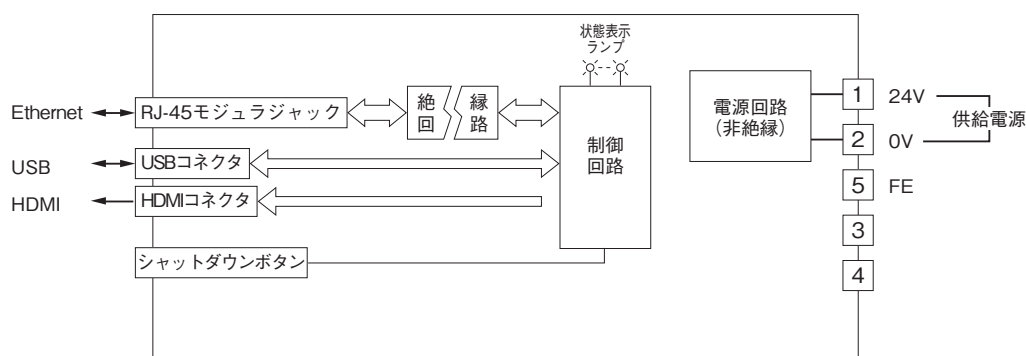 状態表示
ランプ
Ethernet
RJ-45モジュラジャック
絶縁
回路
制御
回路
電源回路
(非絶縁)
1
24V
供給電源
2
0V
USB
USBコネクタ
5
FE
HDMI
HDMIコネクタ
3
シャットダウンボタン
4